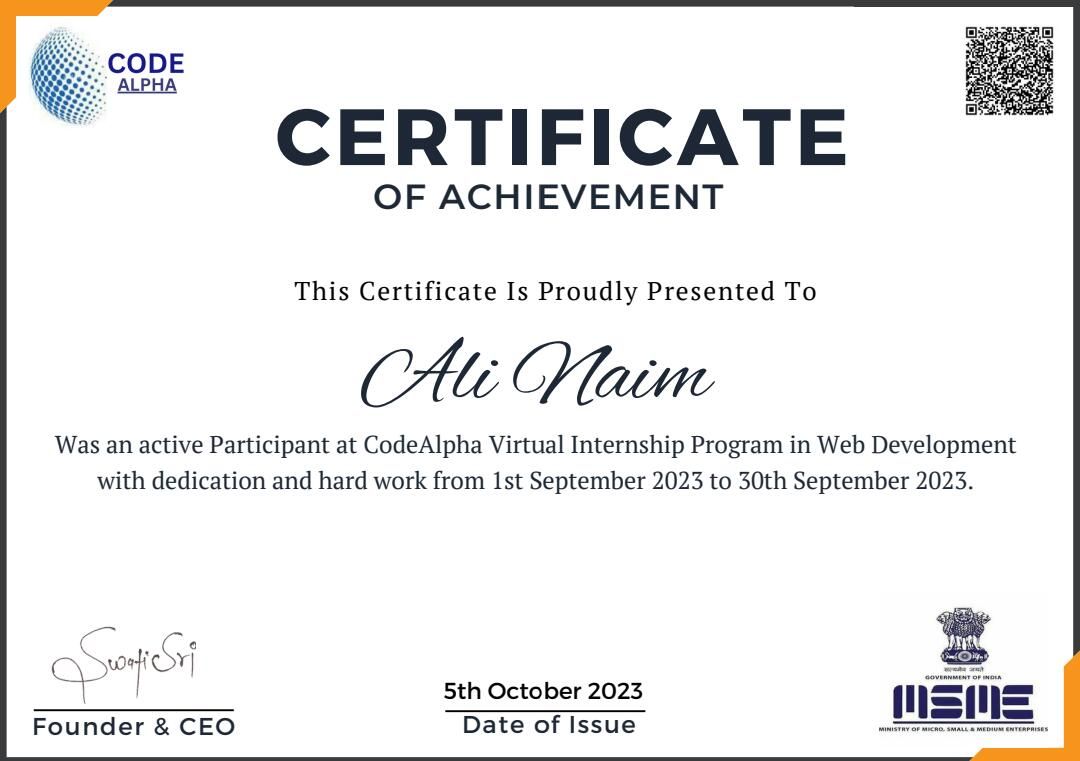 CODE
ALPHA
CERTIFICATE
OF ACHIEVEMENT
This Certificate Is Proudly Presented To
Ali Naim
Was an active Participant at CodeAlpha Virtual Internship Program in Web Development
with dedication and hard work from 1st September 2023 to 30th September 2023.
Swati Sri
Founder & CEO
5th October 2023
Date of Issue
सत्यमेव जयते
GOVERNMENT OF INDIA
MSME
MINISTRY OF MICRO, SMALL & MEDIUM ENTERPRISES